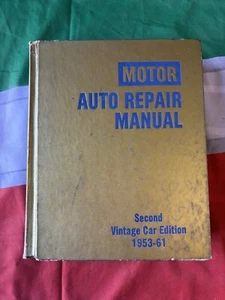 MOTOR
AUTO REPAIR
MANUAL
Second
Vintage Car Edition
1953-61